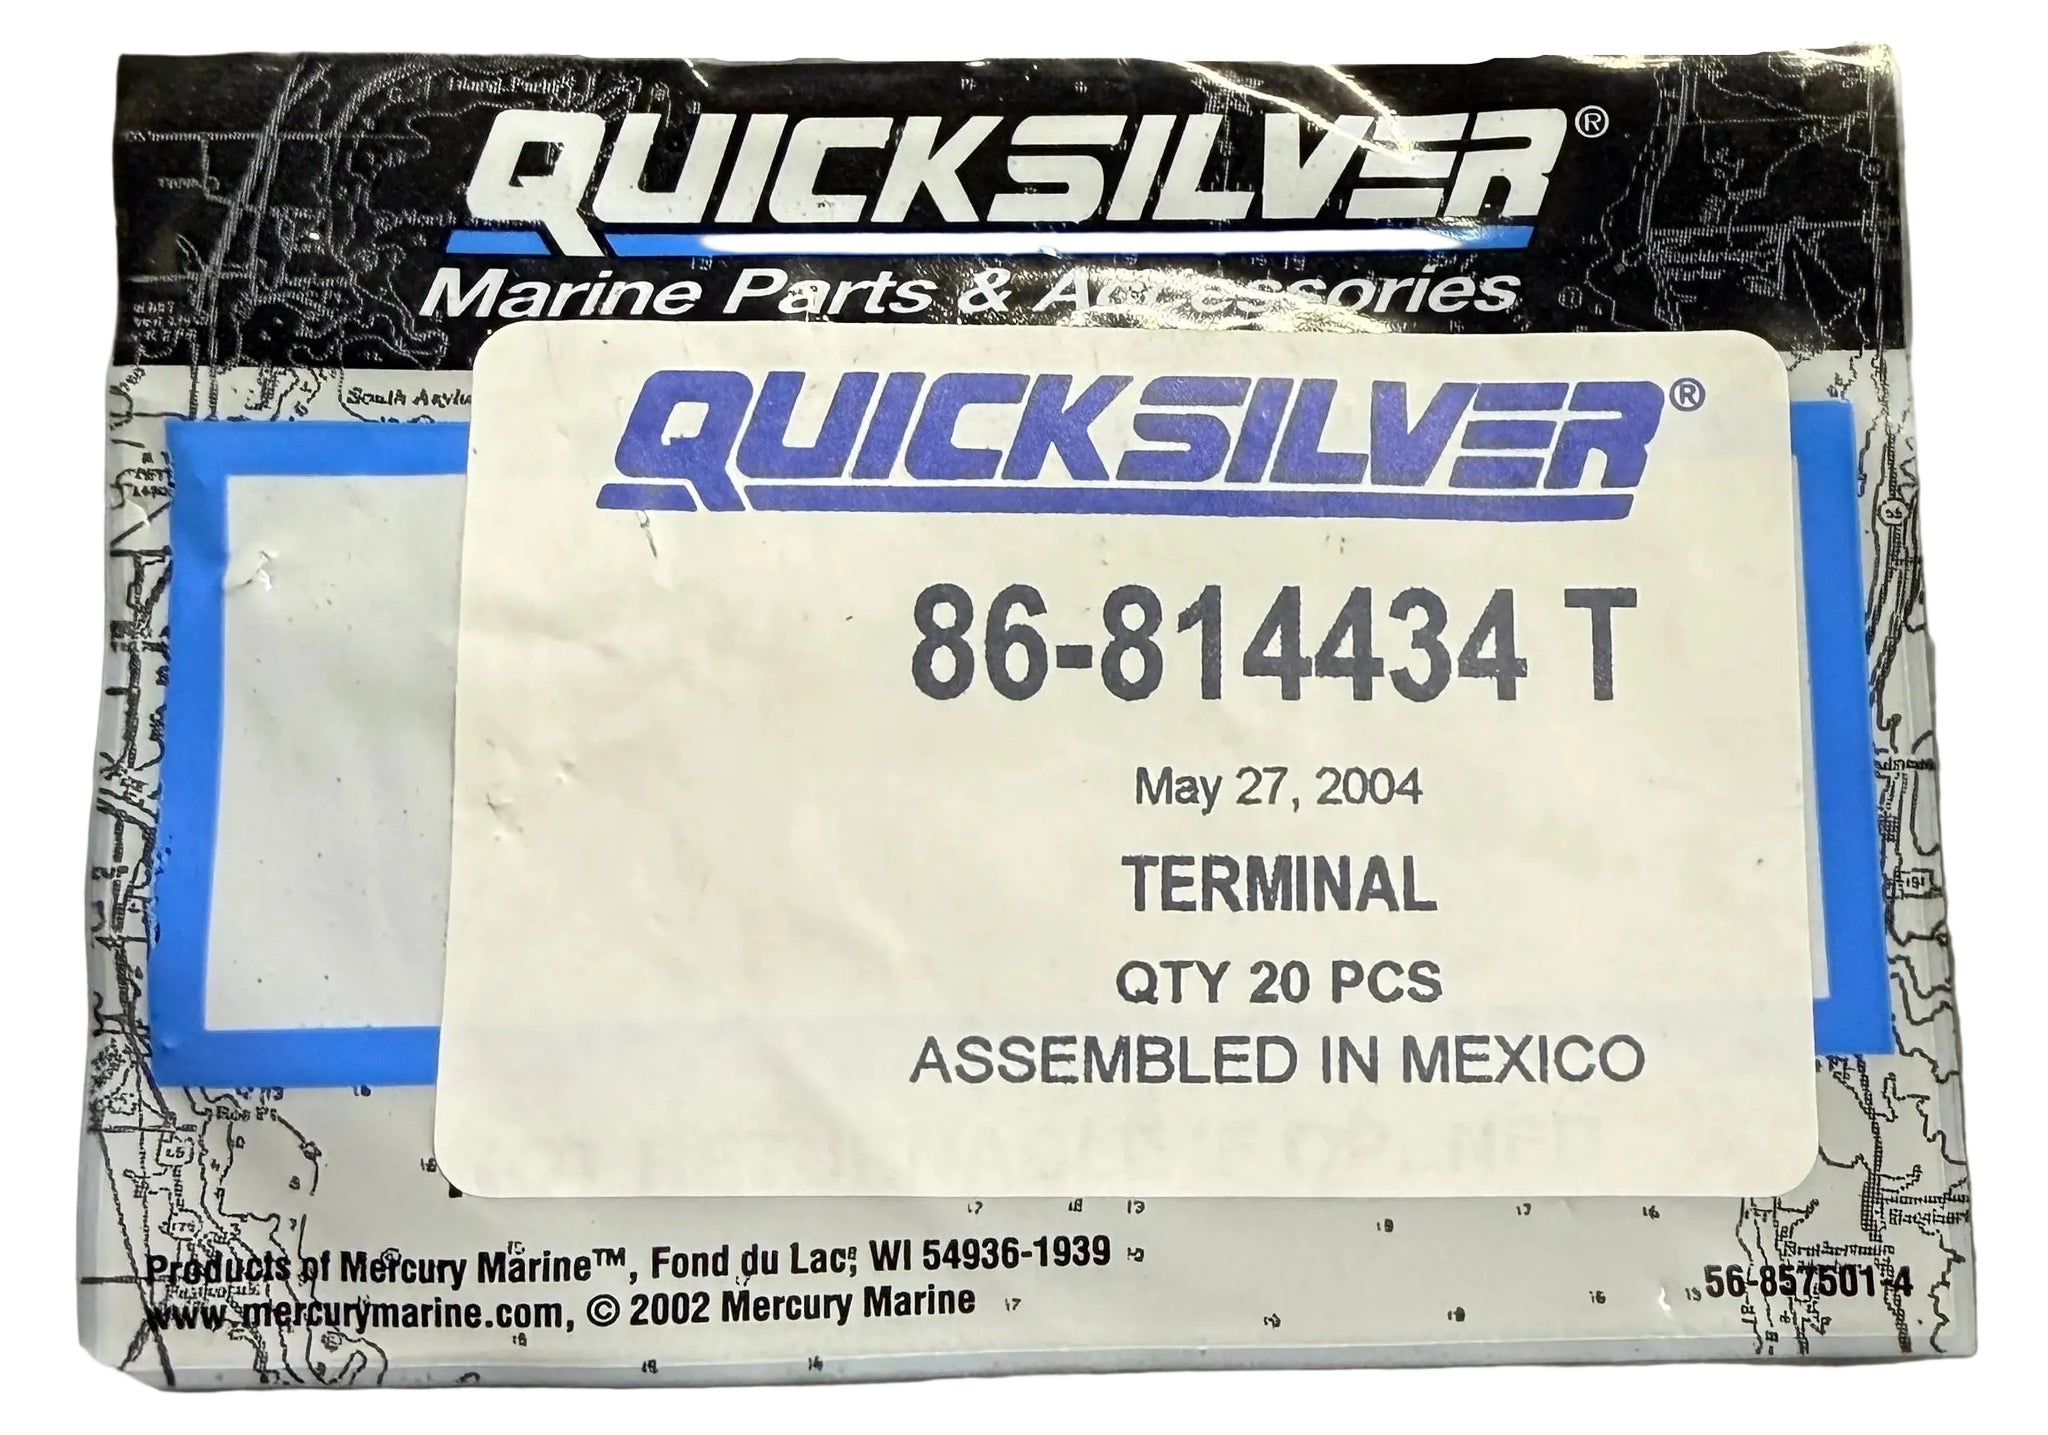 QUICKSILVER®
Marine Parts & Accessories
QUICKSILVER®
86-814434 T
May 27, 2004
TERMINAL
QTY 20 PCS
ASSEMBLED IN MEXICO
Products of Mercury Marine™, Fond du Lac, WI 54936-1939
www.mercurymarine.com, © 2002 Mercury Marine
56-857501-4